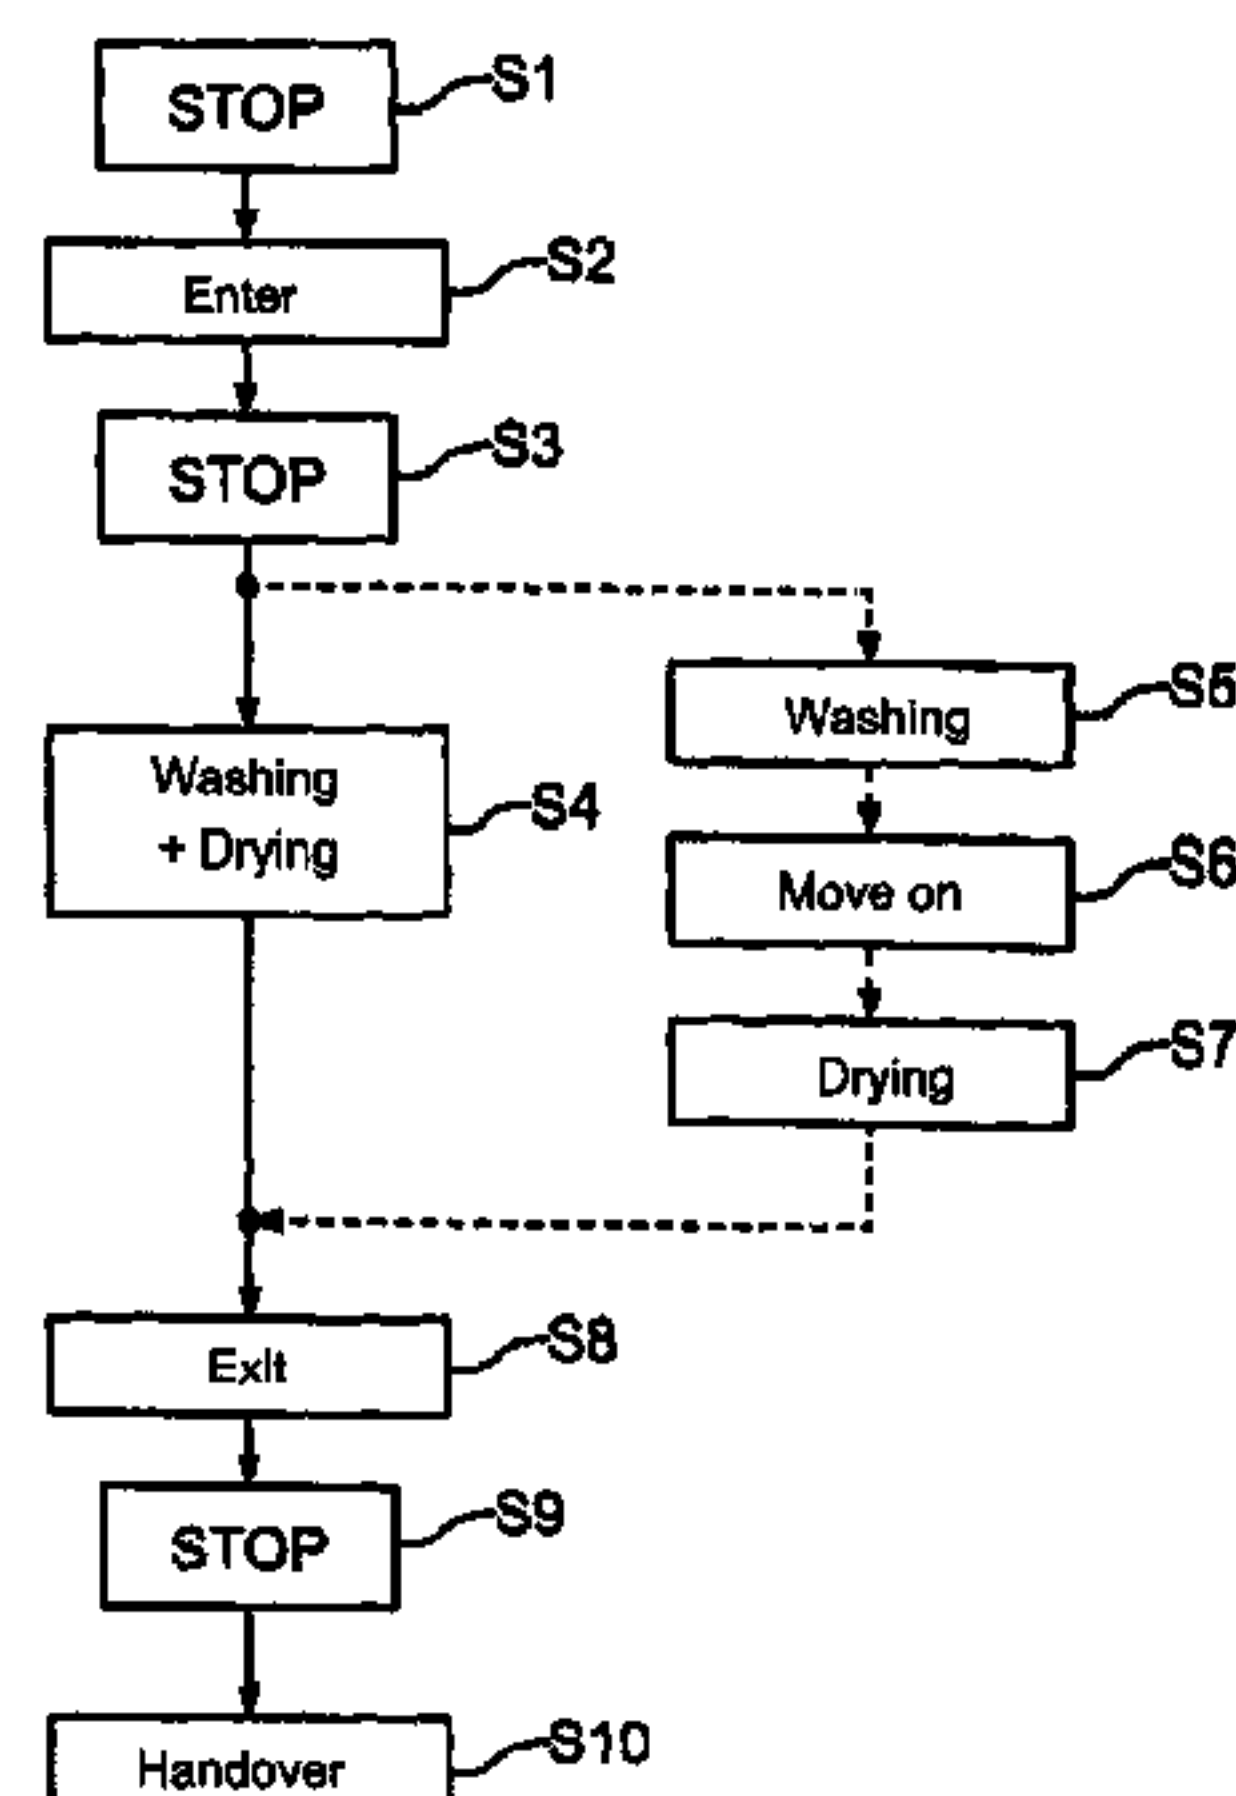 STOP
S1
Enter
S2
STOP
S3
Washing
S5
Washing
+ Drying
S4
Move on
S6
Drying
S7
Exit
S8
STOP
S9
Handover
S10